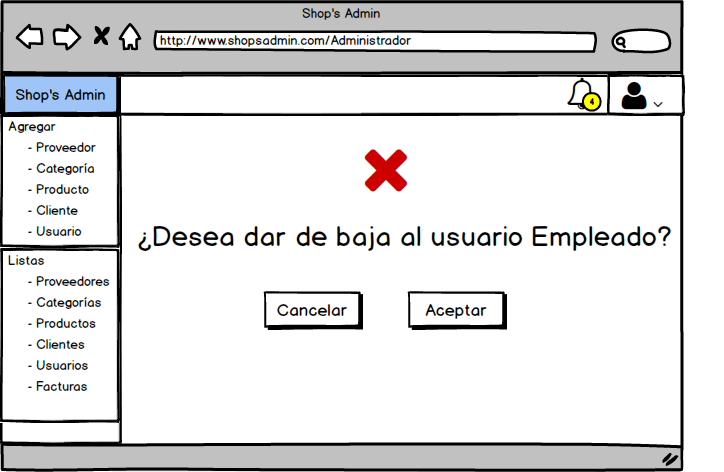 Shop's Admin
http://www.shopsadmin.com/Administrador
Shop's Admin
4
Agregar
- Proveedor
- Categoría
- Producto
- Cliente
- Usuario
Listas
- Proveedores
- Categorías
- Productos
- Clientes
- Usuarios
- Facturas
¿Desea dar de baja al usuario Empleado?
Cancelar
Aceptar